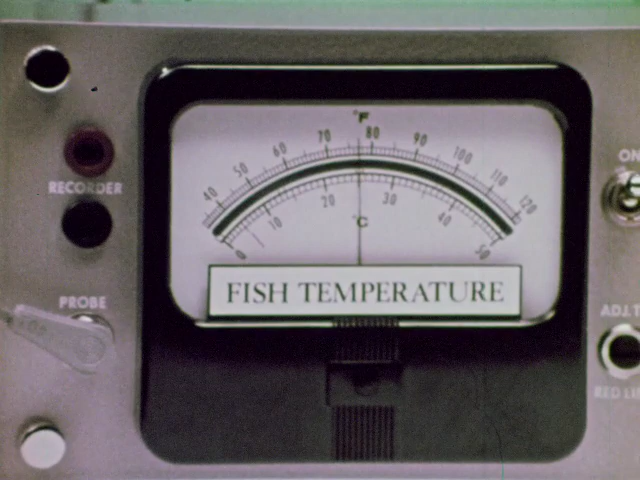 °F
40 50 60 70 80 90 100 110 120
0 10 20 30 40 50
°C
FISH TEMPERATURE
RECORDER
PROBE
ON
ADJ. T
RED LI